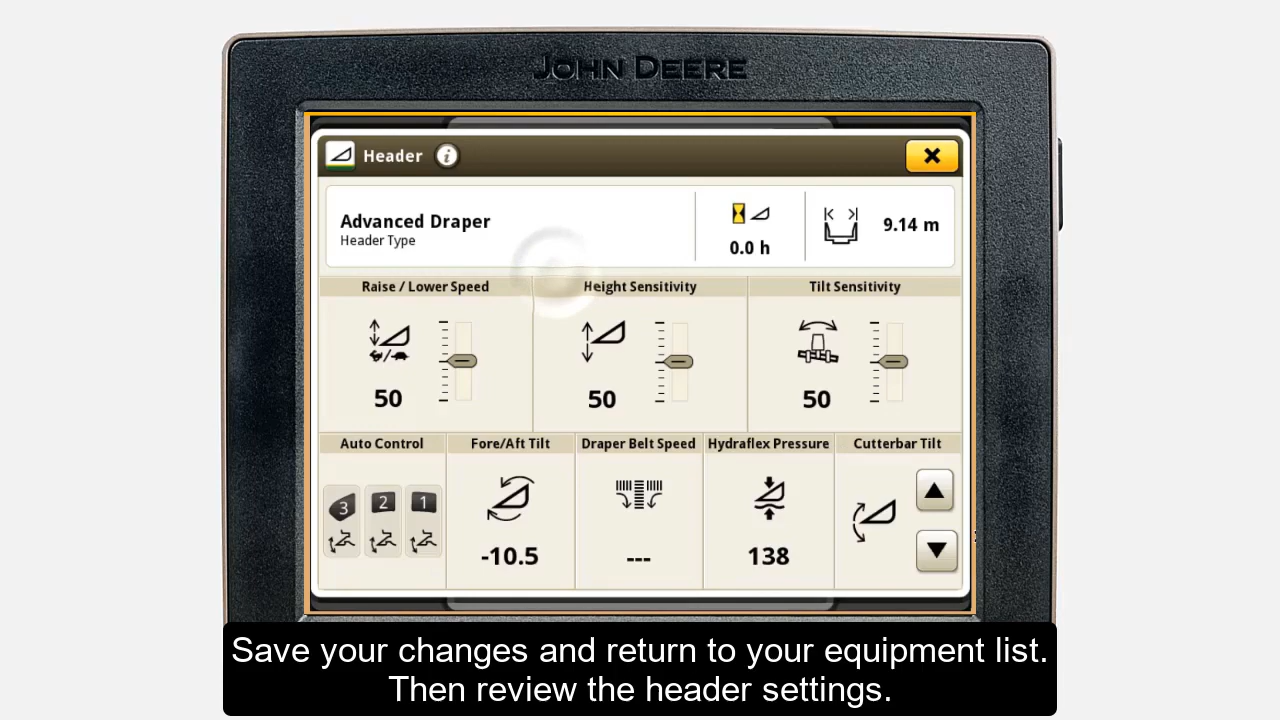 JOHN DEERE
Header
Advanced Draper
Header Type
0.0 h
9.14 m
Raise / Lower Speed
Height Sensitivity
Tilt Sensitivity
50
50
50
Auto Control
Fore/Aft Tilt
Draper Belt Speed
Hydraflex Pressure
Cutterbar Tilt
3
2
1
-10.5
---
138
Save your changes and return to your equipment list.
Then review the header settings.